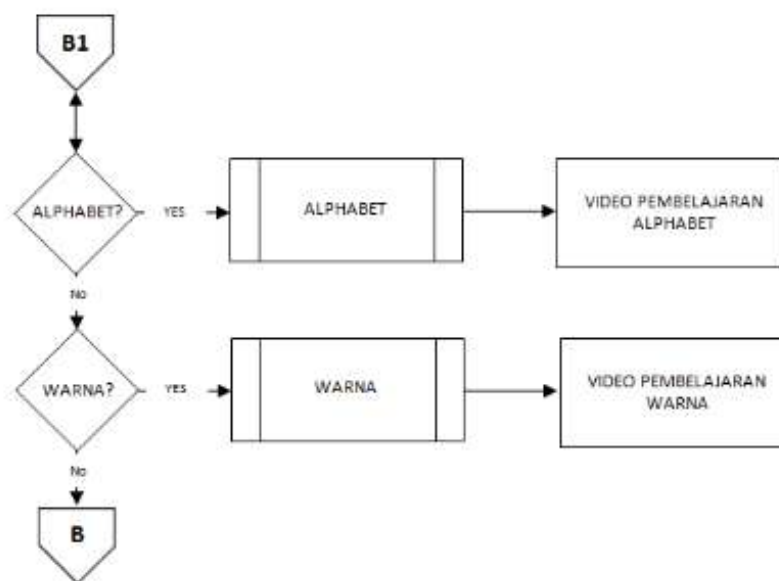 B1
ALPHABET?
YES
ALPHABET
VIDEO PEMBELAJARAN
ALPHABET
No
WARNA?
YES
WARNA
VIDEO PEMBELAJARAN
WARNA
No
B